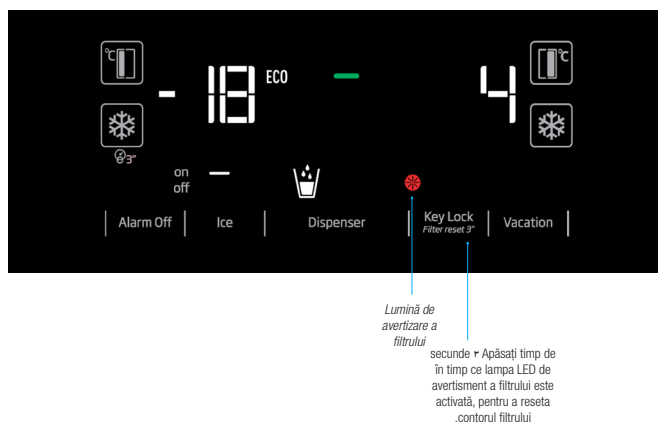 °C
°C
- 18 ECO
4
3"
on
off
Alarm Off
Ice
Dispenser
Key Lock
Filter reset 3"
Vacation
Lumină de
avertizare a
filtrului
secunde ٣ Apăsați timp de
în timp ce lampa LED de
avertisment a filtrului este
activată, pentru a reseta
.contorul filtrului